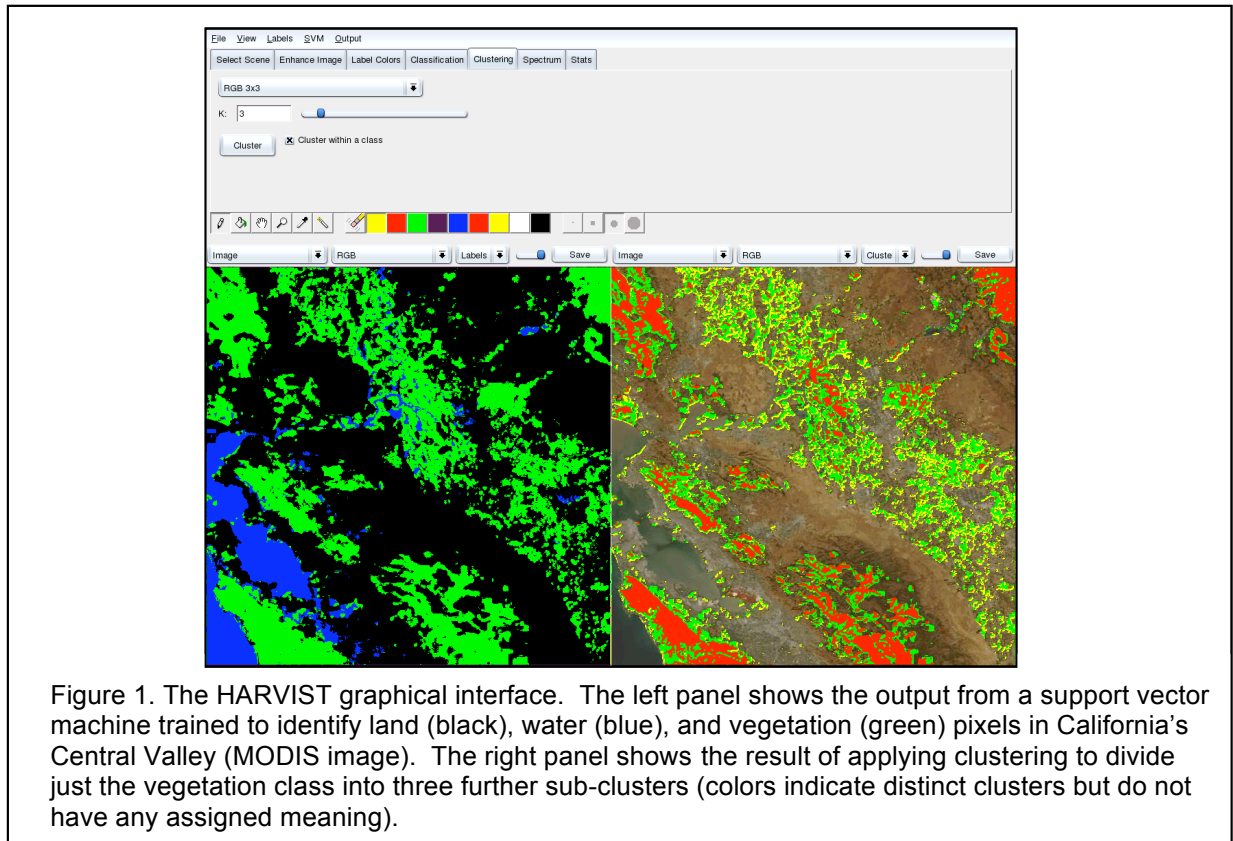 File View Labels SVM Output
Select Scene Enhance Image Label Colors Classification Clustering Spectrum Stats
RGB 3x3
K: 3
Cluster Cluster within a class
Image RGB Labels Save Image RGB Cluste Save
Figure 1. The HARVIST graphical interface. The left panel shows the output from a support vector
machine trained to identify land (black), water (blue), and vegetation (green) pixels in California's
Central Valley (MODIS image). The right panel shows the result of applying clustering to divide
just the vegetation class into three further sub-clusters (colors indicate distinct clusters but do not
have any assigned meaning).